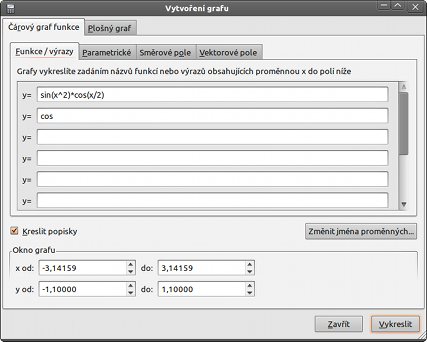 Vytvoření grafu
Čárový graf funkce Plošný graf
Funkce / výrazy Parametrické Směrové pole Vektorové pole
Grafy vykreslíte zadáním názvů funkcí nebo výrazů obsahujících proměnnou x do polí níže
y= sin(x^2)*cos(x/2)
y= cos
y=
y=
y=
y=
Kreslit popisky Změnit jména proměnných...
Okno grafu
x od: -3,14159 do: 3,14159
y od: -1,10000 do: 1,10000
Zavřít Vykreslit